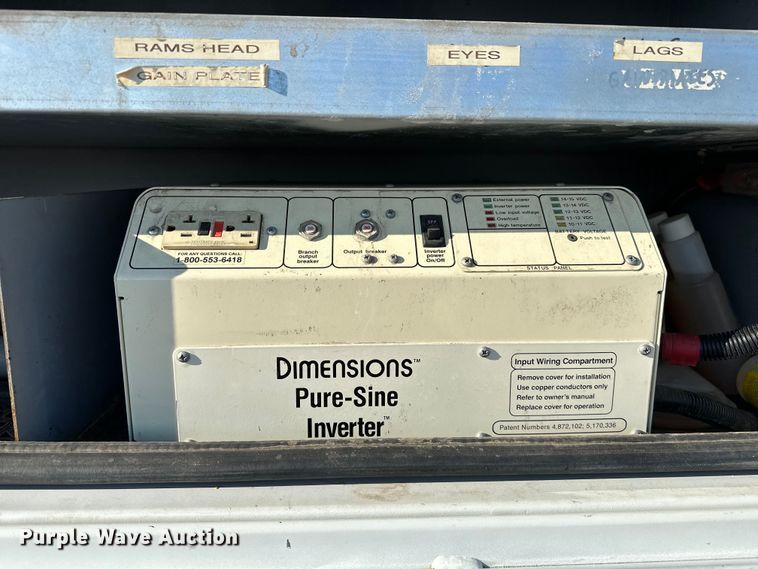 RAMS HEAD
GAIN PLATE
EYES
LAGS
FOR ANY QUESTIONS CALL:
1-800-553-6418
Branch
output
breaker
Output breaker
OFF
Inverter
power
On/Off
External power
Inverter power
Low input voltage
Overload
High temperature
14-15 VDC
13-14 VDC
12-13 VDC
11-12 VDC
10-11 VDC
BATTERY VOLTAGE
Push to test
STATUS PANEL
DIMENSIONS™
Pure-Sine
Inverter™
Input Wiring Compartment
Remove cover for installation
Use copper conductors only
Refer to owner's manual
Replace cover for operation
Patent Numbers 4,872,102; 5,170,336
Purple Wave Auction